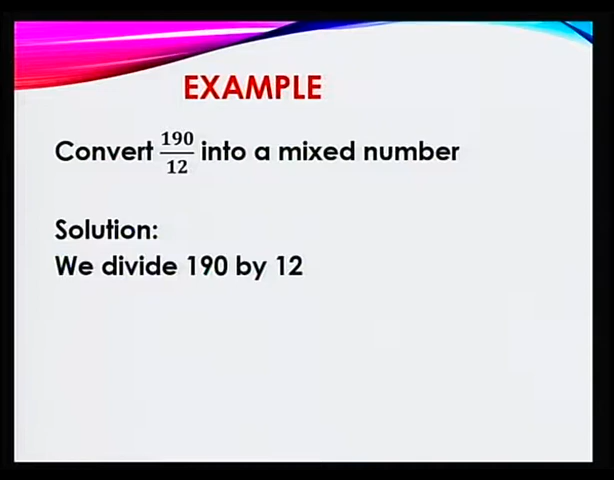 EXAMPLE
Convert 190/12 into a mixed number
Solution:
We divide 190 by 12